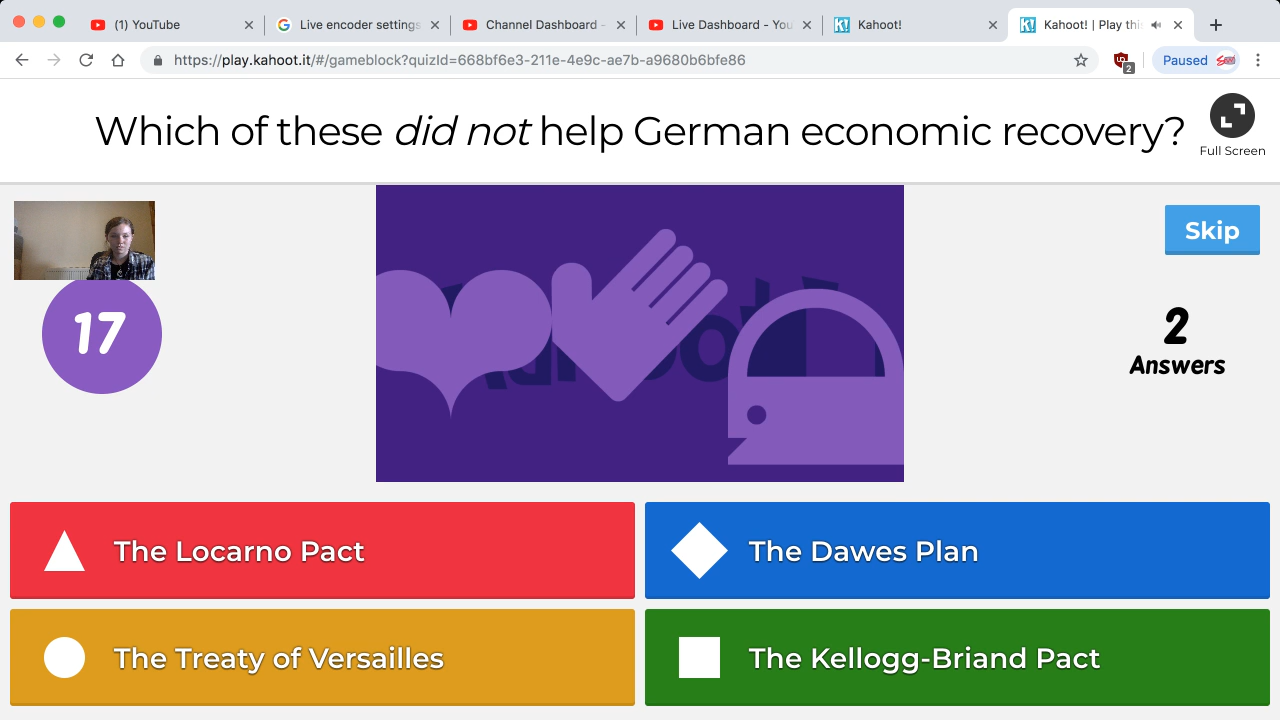 (1) YouTube
Live encoder settings
Channel Dashboard -
Live Dashboard - You
Kahoot!
Kahoot! | Play this
https://play.kahoot.it/#/gameblock?quizId=668bf6e3-211e-4e9c-ae7b-a9680b6bfe86
2
Paused
Which of these did not help German economic recovery?
Full Screen
Skip
17
2
Answers
The Locarno Pact
The Dawes Plan
The Treaty of Versailles
The Kellogg-Briand Pact